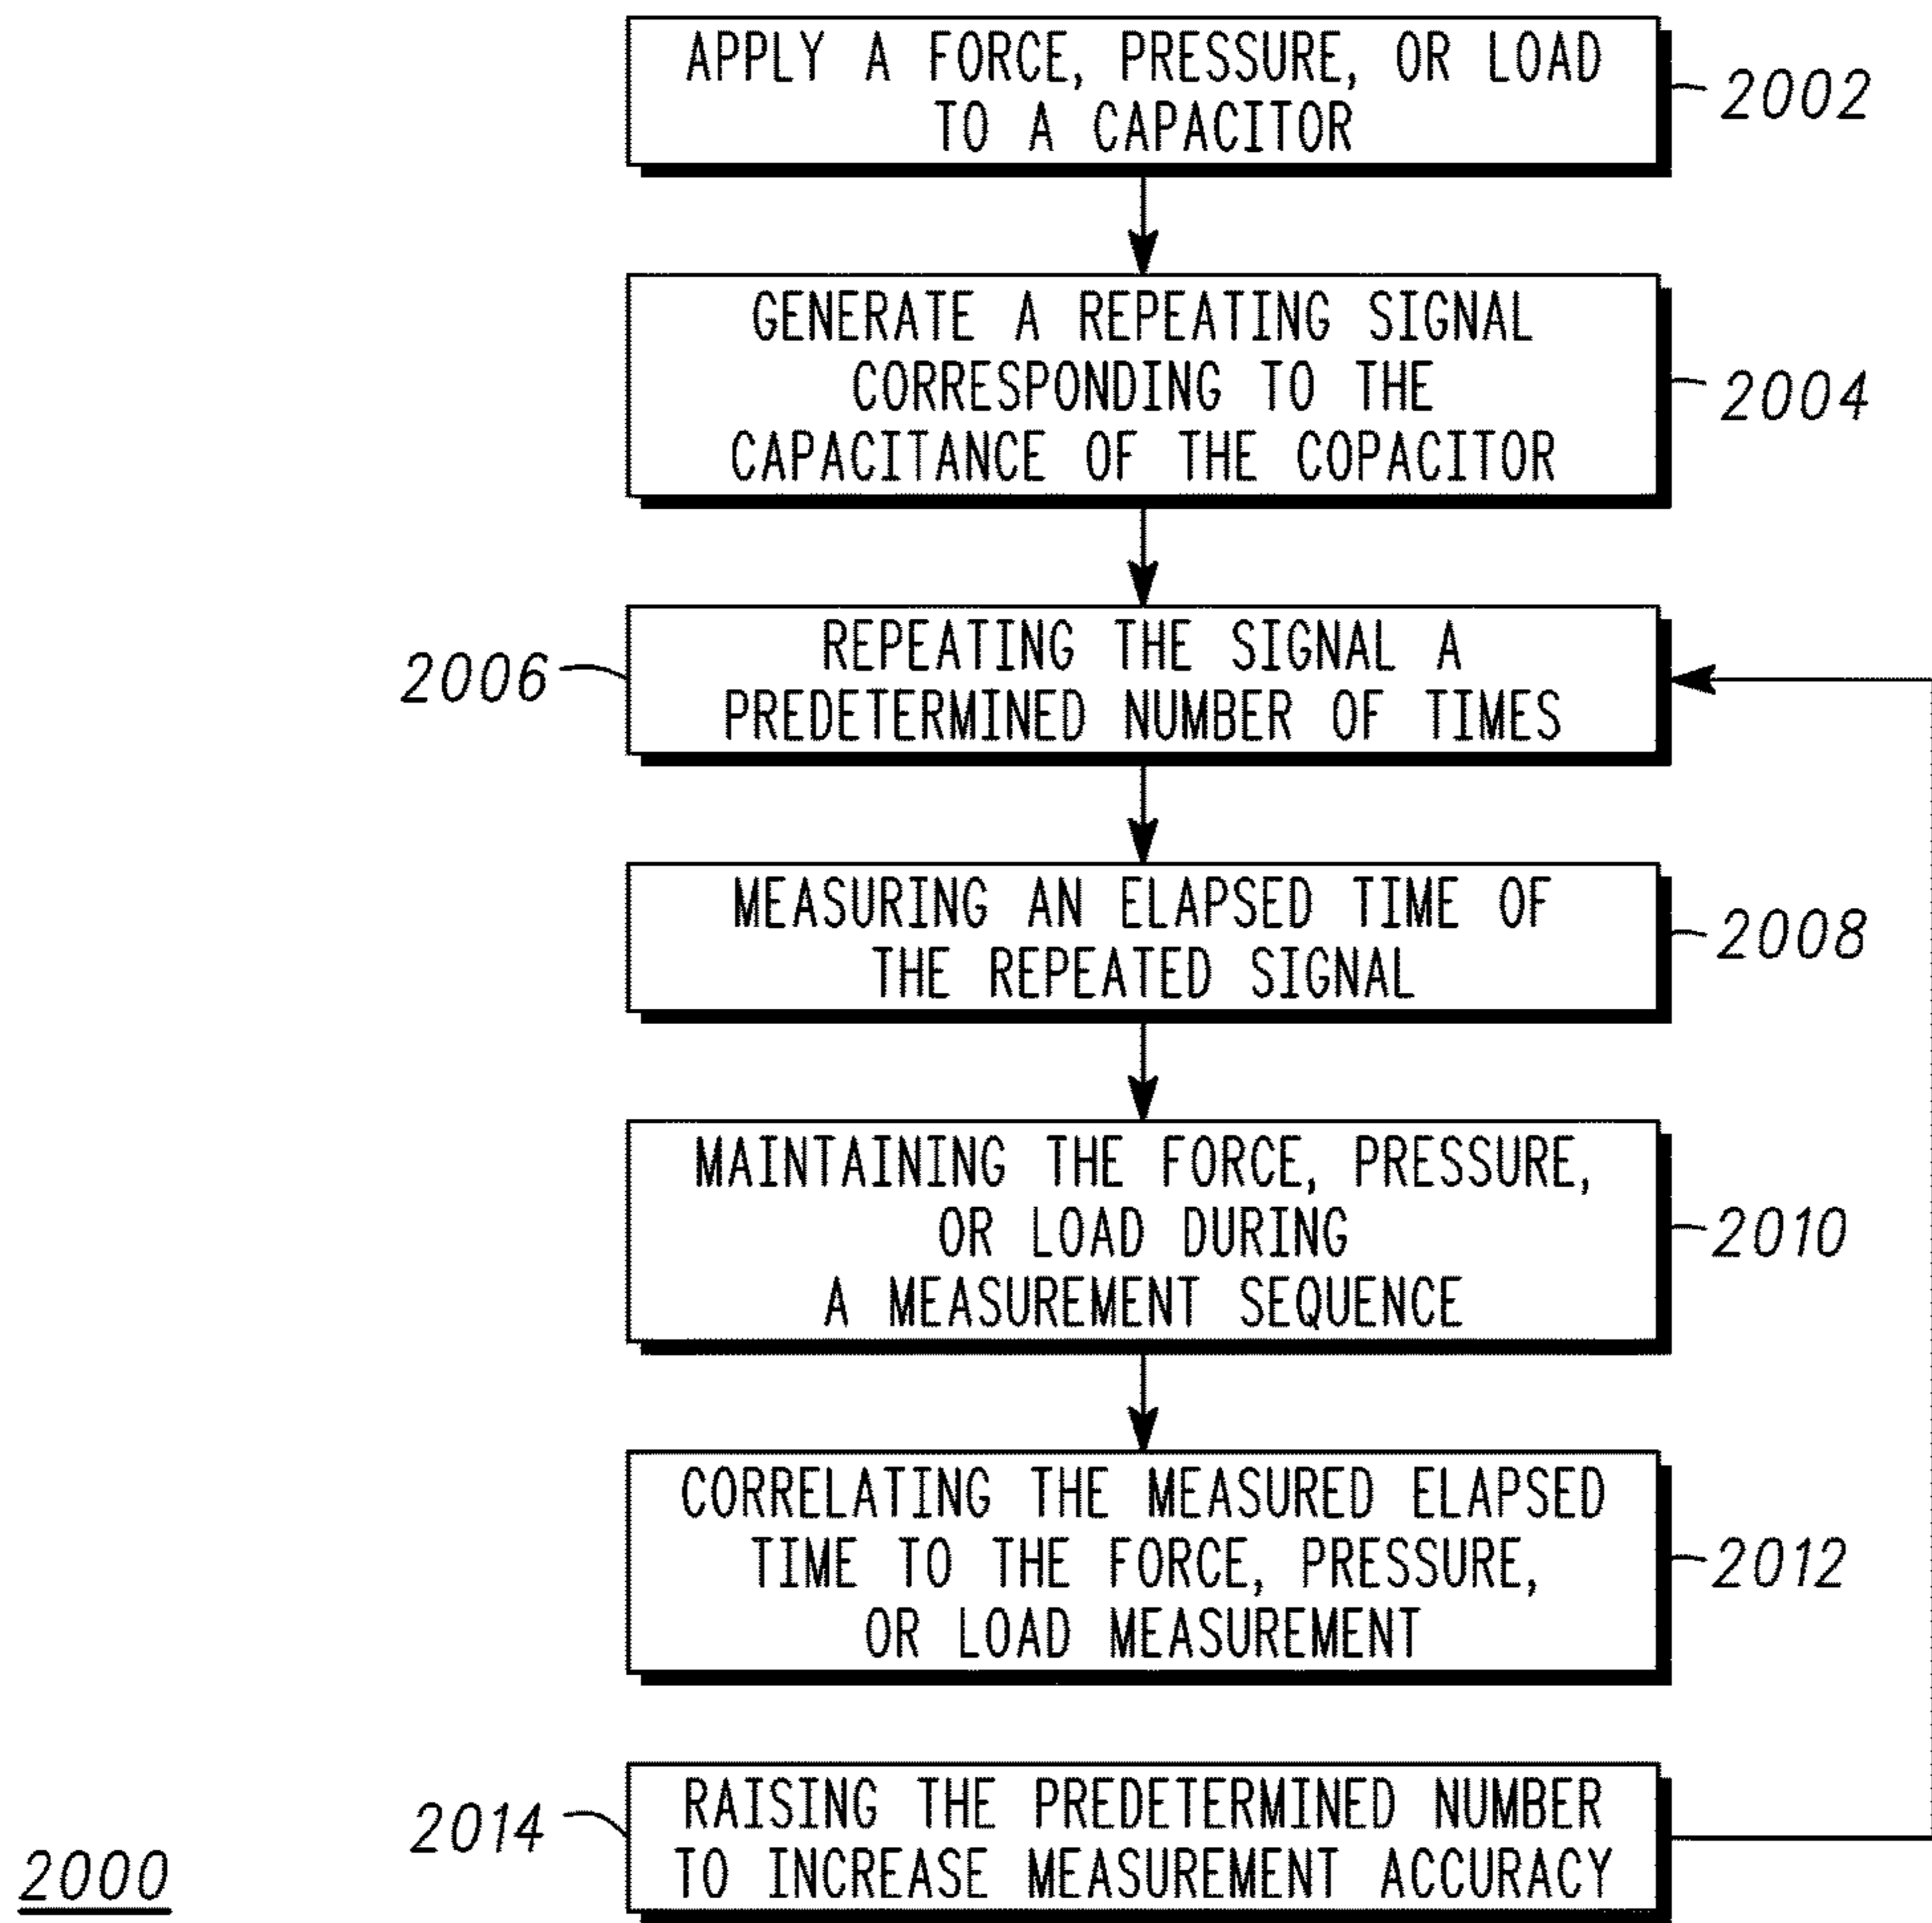 APPLY A FORCE, PRESSURE, OR LOAD
TO A CAPACITOR
2002
GENERATE A REPEATING SIGNAL
CORRESPONDING TO THE
CAPACITANCE OF THE COPACITOR
2004
REPEATING THE SIGNAL A
PREDETERMINED NUMBER OF TIMES
2006
MEASURING AN ELAPSED TIME OF
THE REPEATED SIGNAL
2008
MAINTAINING THE FORCE, PRESSURE,
OR LOAD DURING
A MEASUREMENT SEQUENCE
2010
CORRELATING THE MEASURED ELAPSED
TIME TO THE FORCE, PRESSURE,
OR LOAD MEASUREMENT
2012
RAISING THE PREDETERMINED NUMBER
TO INCREASE MEASUREMENT ACCURACY
2014
2000